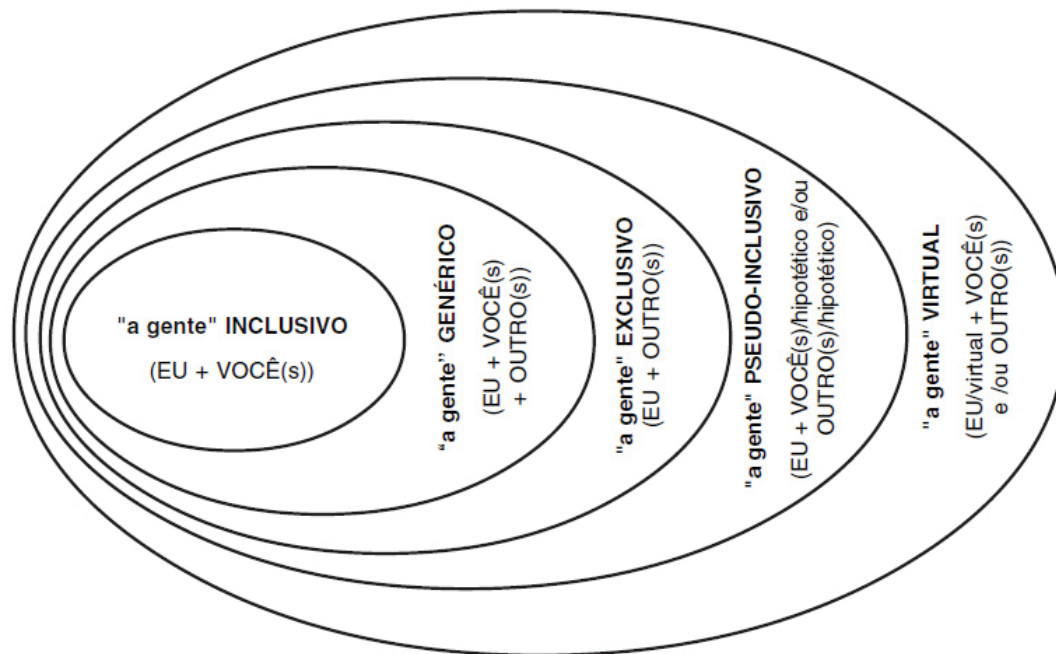 "a gente" INCLUSIVO
(EU + VOCÊ(s))
“a gente” GENÉRICO
(EU + VOCÊ(s)
+ OUTRO(s))
"a gente" EXCLUSIVO
(EU + OUTRO(s))
"a gente" PSEUDO-INCLUSIVO
(EU + VOCÊ(s)/hipotético e/ou
OUTRO(s)/hipotético)
"a gente" VIRTUAL
(EU/virtual + VOCÊ(s)
e /ou OUTRO(s))